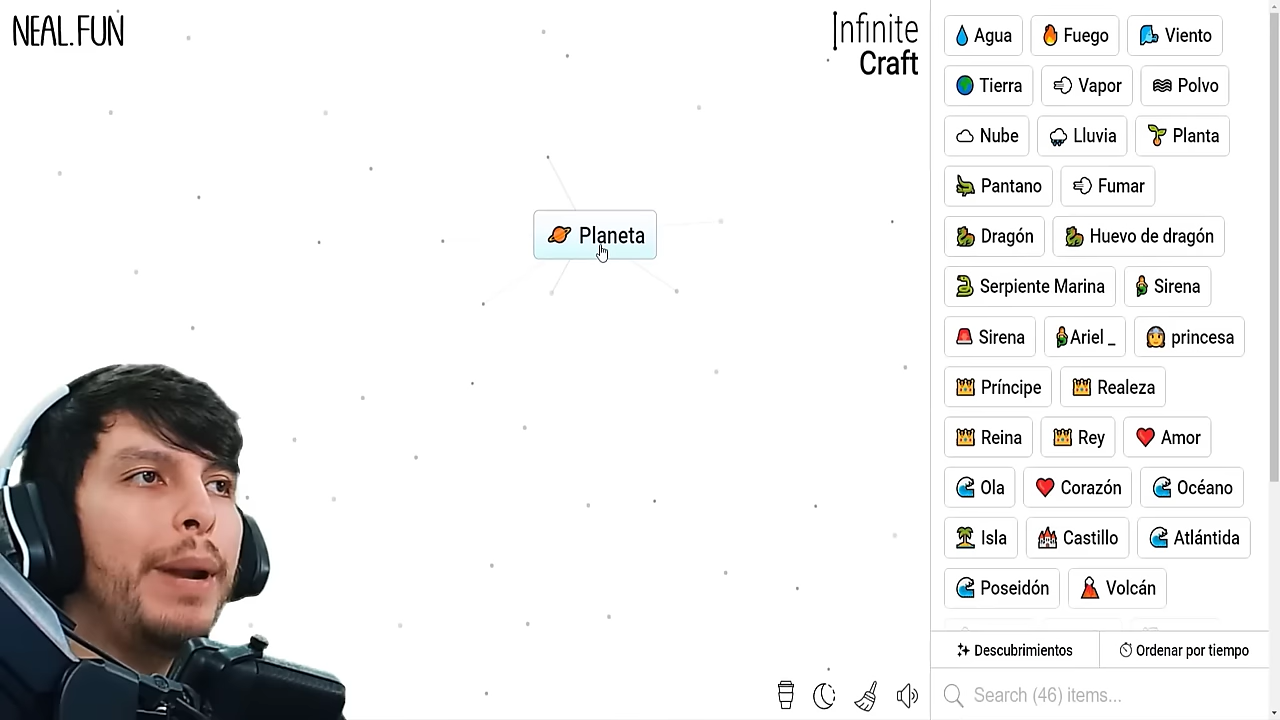 NEAL.FUN
Infinite
Craft
Planeta
Agua Fuego Viento
Tierra Vapor Polvo
Nube Lluvia Planta
Pantano Fumar
Dragón Huevo de dragón
Serpiente Marina Sirena
Sirena Ariel _ princesa
Príncipe Realeza
Reina Rey Amor
Ola Corazón Océano
Isla Castillo Atlántida
Poseidón Volcán
Descubrimientos Ordenar por tiempo
Search (46) items...